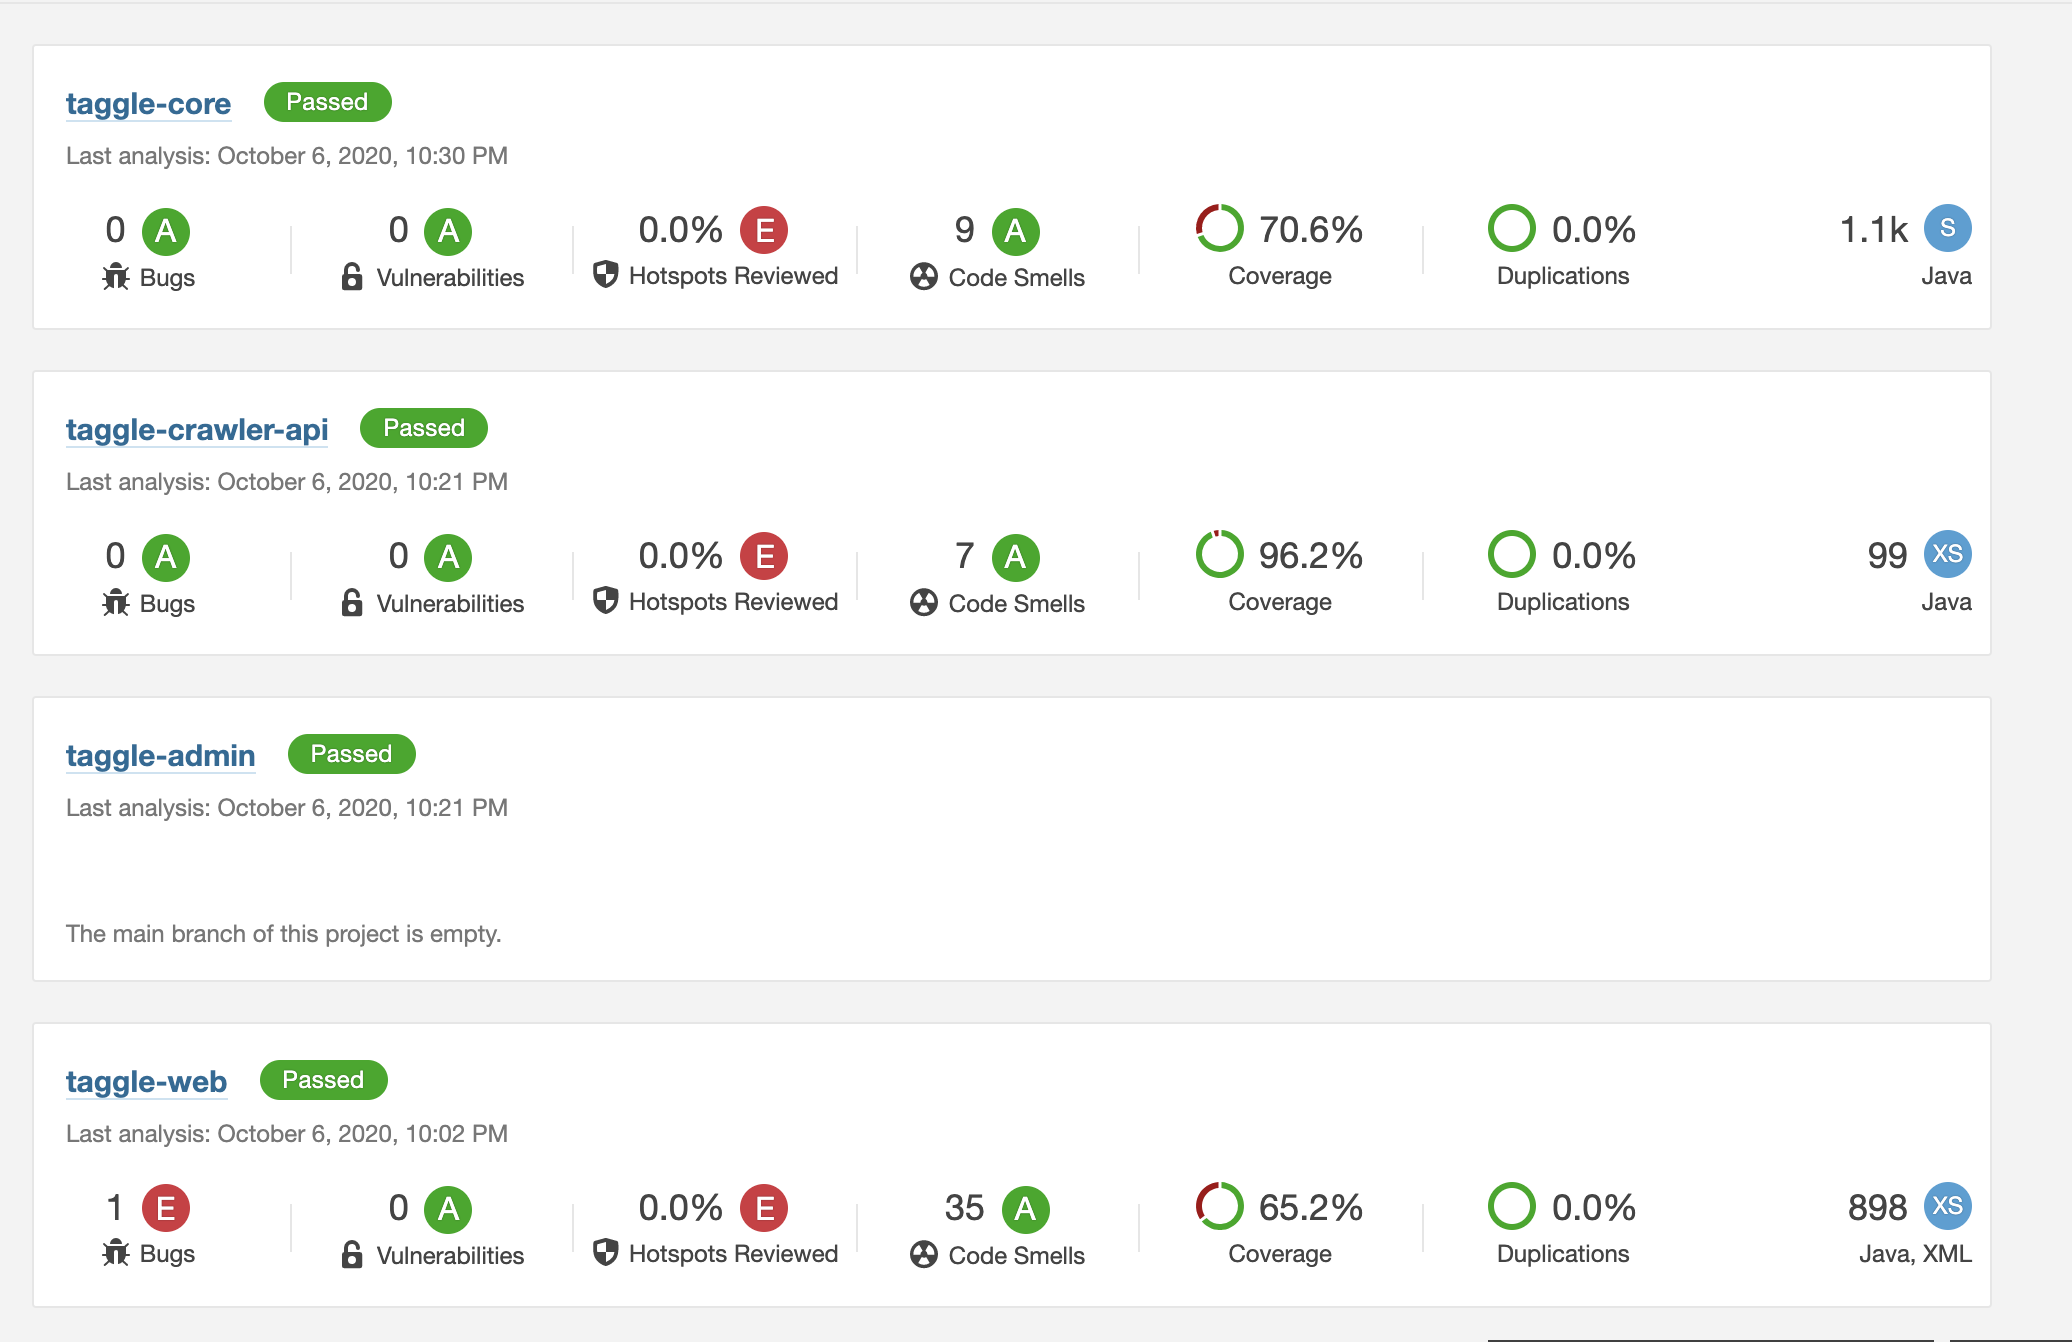 taggle-core Passed
Last analysis: October 6, 2020, 10:30 PM
0 A 0 A 0.0% E 9 A 70.6% 0.0% 1.1k S
Bugs Vulnerabilities Hotspots Reviewed Code Smells Coverage Duplications Java
taggle-crawler-api Passed
Last analysis: October 6, 2020, 10:21 PM
0 A 0 A 0.0% E 7 A 96.2% 0.0% 99 XS
Bugs Vulnerabilities Hotspots Reviewed Code Smells Coverage Duplications Java
taggle-admin Passed
Last analysis: October 6, 2020, 10:21 PM
The main branch of this project is empty.
taggle-web Passed
Last analysis: October 6, 2020, 10:02 PM
1 E 0 A 0.0% E 35 A 65.2% 0.0% 898 XS
Bugs Vulnerabilities Hotspots Reviewed Code Smells Coverage Duplications Java, XML